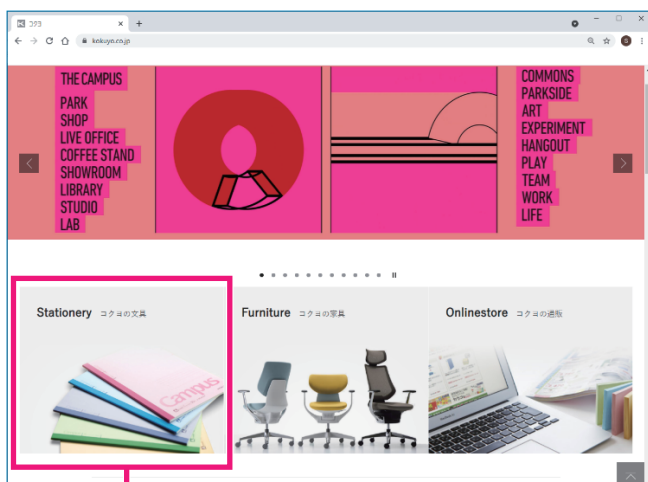 コクヨ
kokuyo.co.jp
S
THE CAMPUS
PARK
SHOP
LIVE OFFICE
COFFEE STAND
SHOWROOM
LIBRARY
STUDIO
LAB
COMMONS
PARKSIDE
ART
EXPERIMENT
HANGOUT
PLAY
TEAM
WORK
LIFE
Stationery コクヨの文具
Furniture コクヨの家具
Onlinestore コクヨの通販
Campus